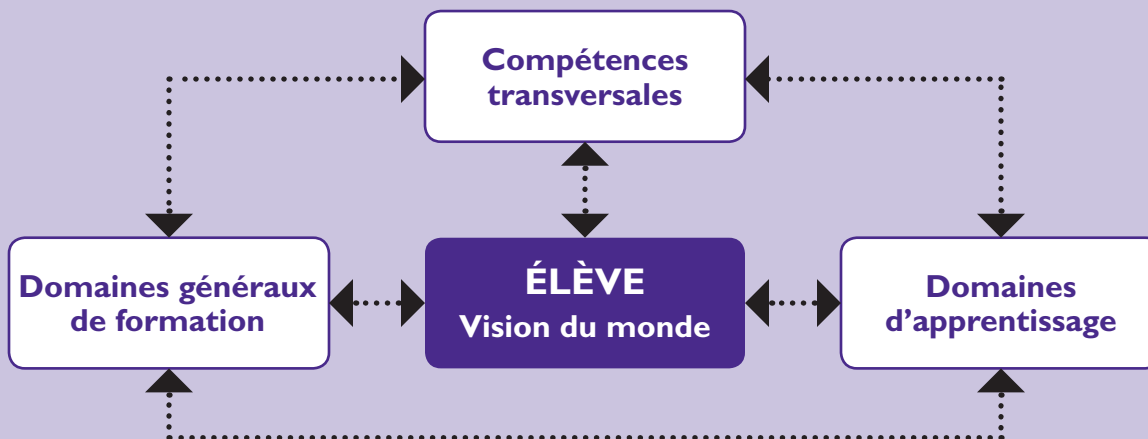 Compétences
transversales
Domaines généraux
de formation
ÉLÈVE
Vision du monde
Domaines
d’apprentissage